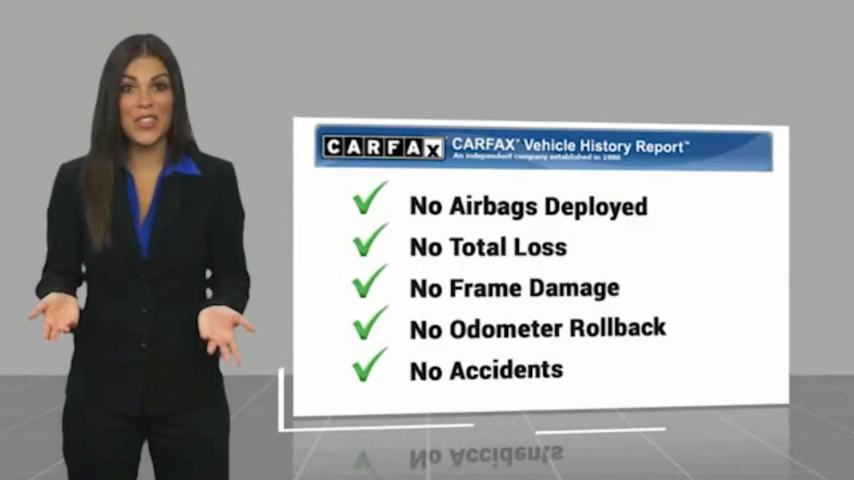 CARFAX CARFAX® Vehicle History Report™
An independent company established in 1986
No Airbags Deployed
No Total Loss
No Frame Damage
No Odometer Rollback
No Accidents